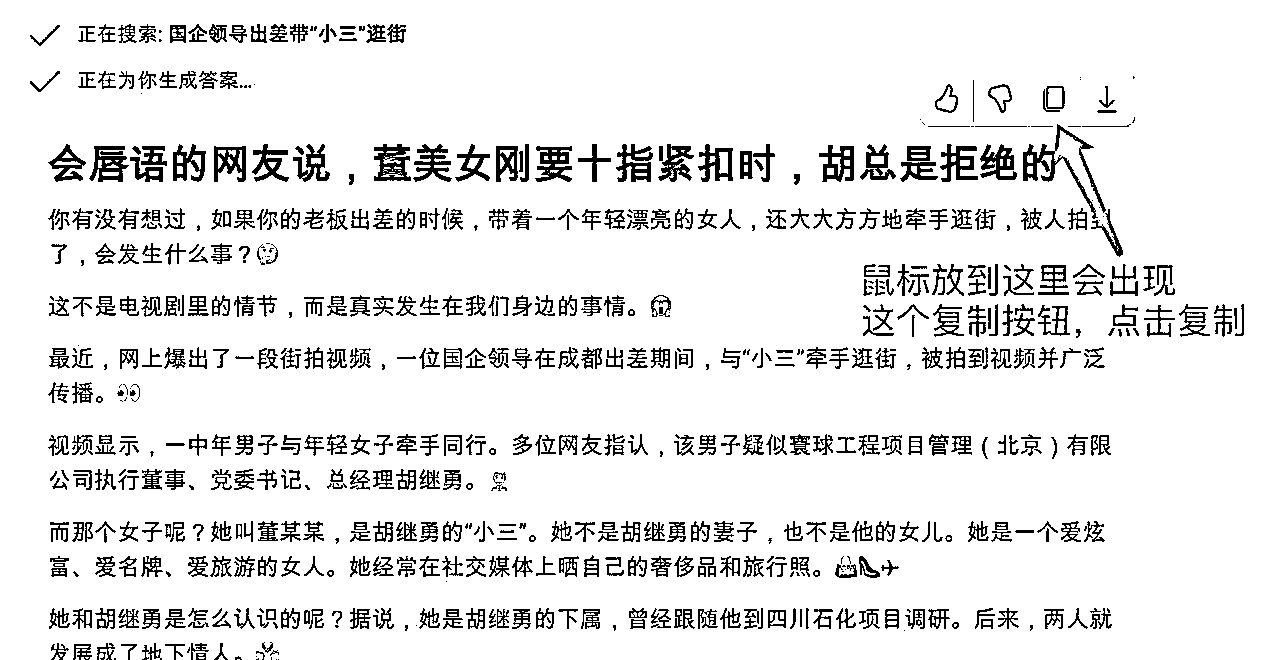 正在搜索: 国企领导出差带“小三”逛街
正在为你生成答案...
会唇语的网友说，董美女刚要十指紧扣时，胡总是拒绝的
你有没有想过，如果你的老板出差的时候，带着一个年轻漂亮的女人，还大大方方地牵手逛街，被人拍到
了，会发生什么事？🤔
鼠标放到这里会出现
这个复制按钮，点击复制
这不是电视剧里的情节，而是真实发生在我们身边的事情。😱
最近，网上爆出了一段街拍视频，一位国企领导在成都出差期间，与“小三”牵手逛街，被拍到视频并广泛
传播。👀
视频显示，一中年男子与年轻女子牵手同行。多位网友指认，该男子疑似寰球工程项目管理（北京）有限
公司执行董事、党委书记、总经理胡继勇。
而那个女子呢？她叫董某某，是胡继勇的“小三”。她不是胡继勇的妻子，也不是他的女儿。她是一个爱炫
富、爱名牌、爱旅游的女人。她经常在社交媒体上晒自己的奢侈品和旅行照。👜👠✈
她和胡继勇是怎么认识的呢？据说，她是胡继勇的下属，曾经跟随他到四川石化项目调研。后来，两人就
发展成了地下情人。